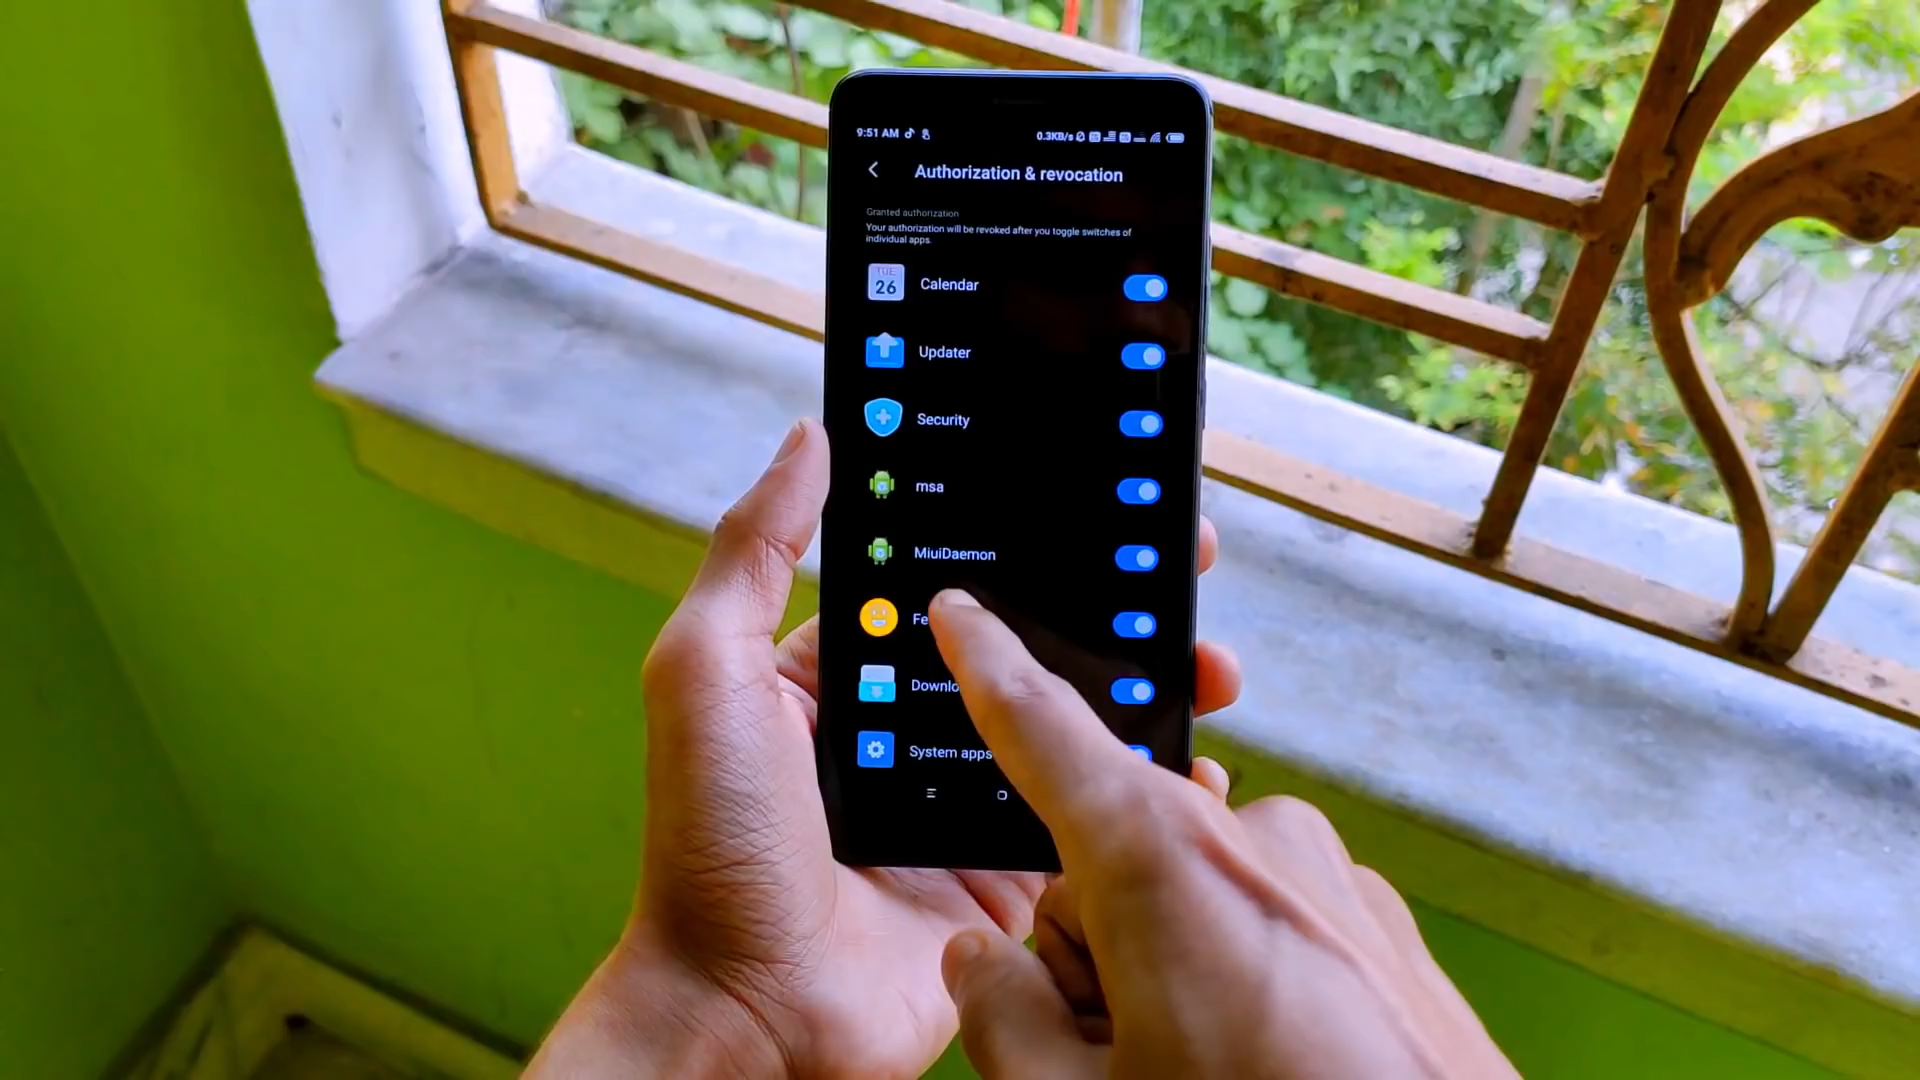 9:51 AM
0.3KB/s
Authorization & revocation
Granted authorization
Your authorization will be revoked after you toggle switches of
individual apps.
TUE
26
Calendar
Updater
Security
msa
MiuiDaemon
Fe
Downlo
System apps